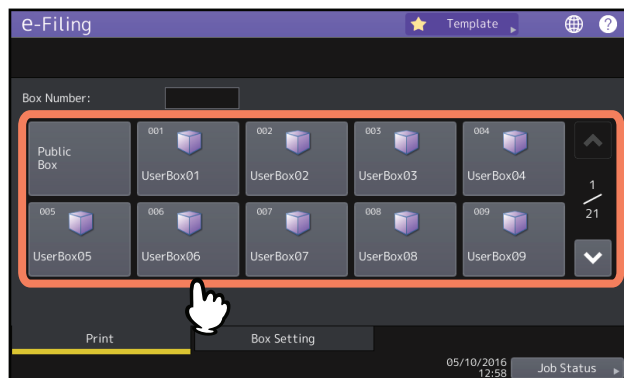 e-Filing
Template
?
Box Number:
Public
Box
001
UserBox01
002
UserBox02
003
UserBox03
004
UserBox04
1
21
005
UserBox05
006
UserBox06
007
UserBox07
008
UserBox08
009
UserBox09
Print
Box Setting
05/10/2016
12:58
Job Status